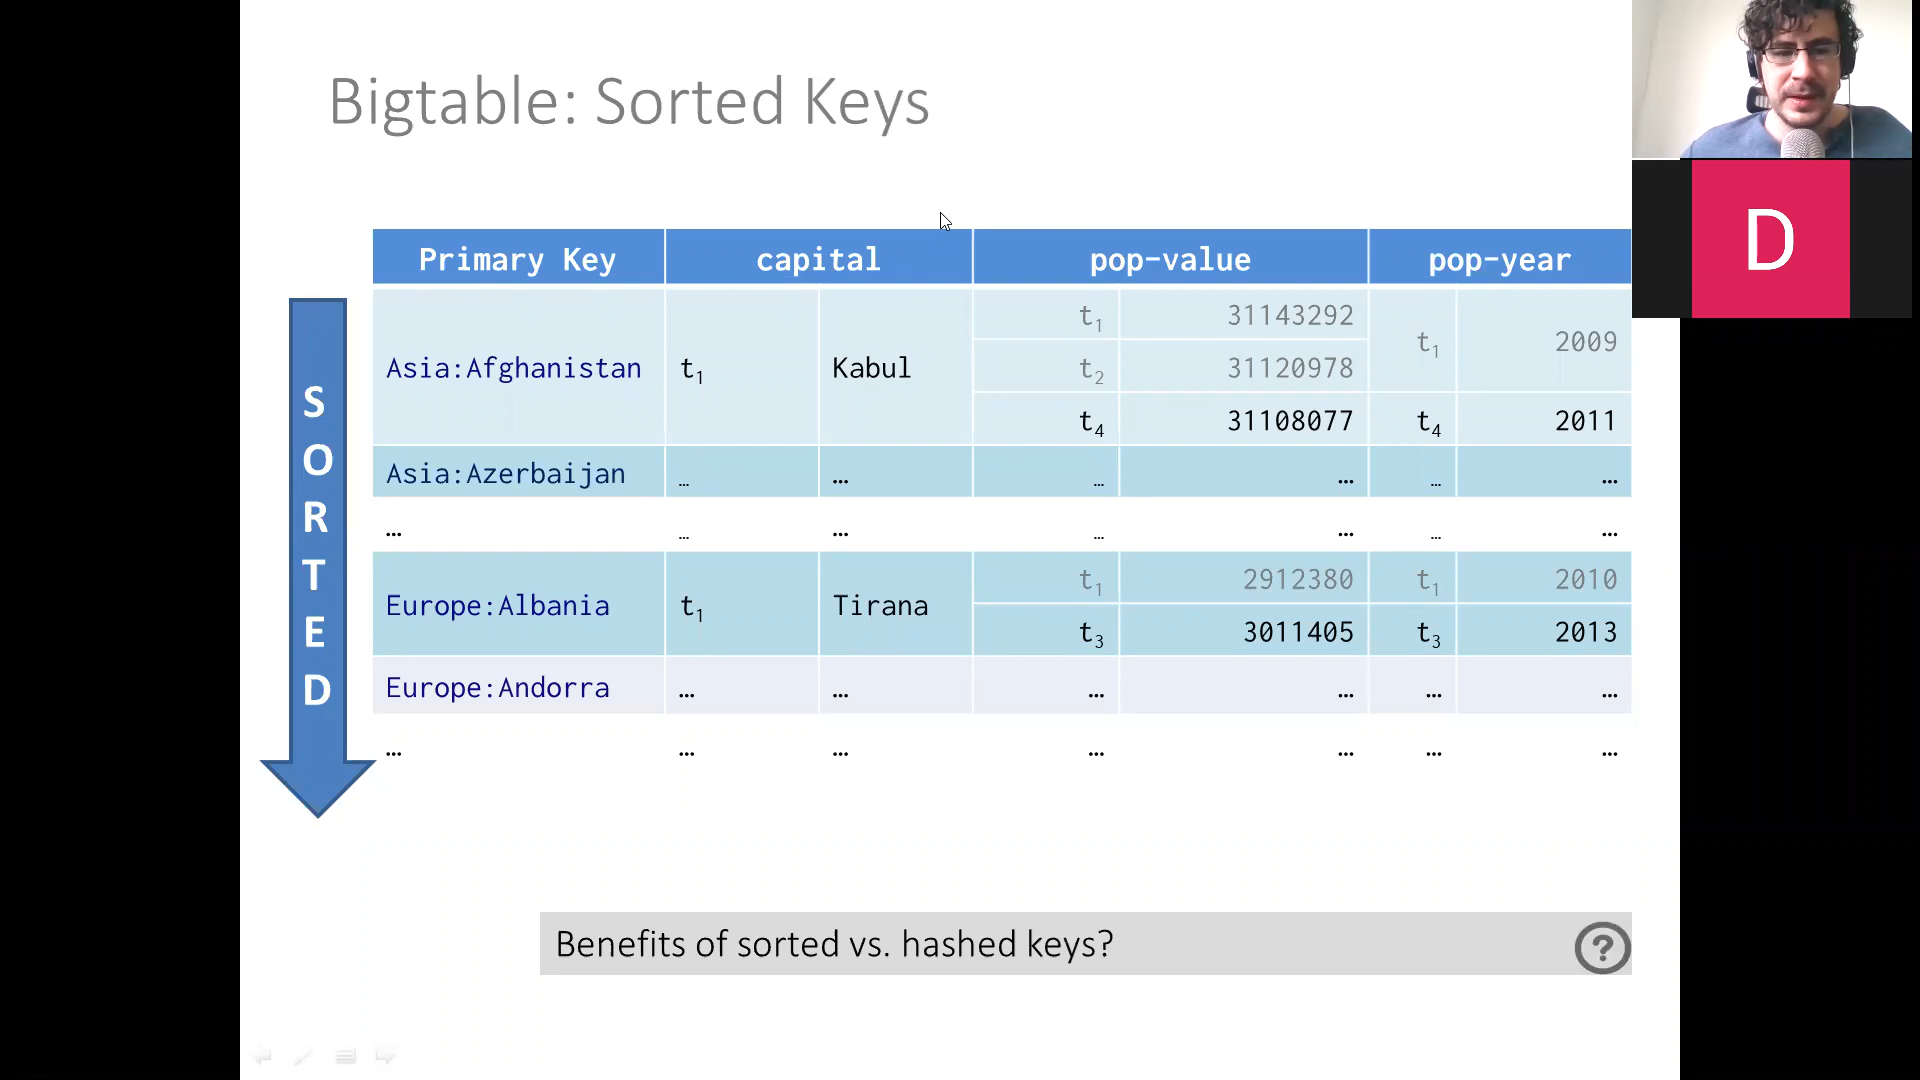 Bigtable: Sorted Keys
Primary Key capital pop-value pop-year
t1 31143292
t1 2009
Asia:Afghanistan t1 Kabul t2 31120978
t4 31108077 t4 2011
Asia:Azerbaijan … … … … … …
… … … … … … …
t1 2912380 t1 2010
Europe:Albania t1 Tirana
t3 3011405 t3 2013
Europe:Andorra … … … … … …
… … … … … … …
SORTED
Benefits of sorted vs. hashed keys? ?
D